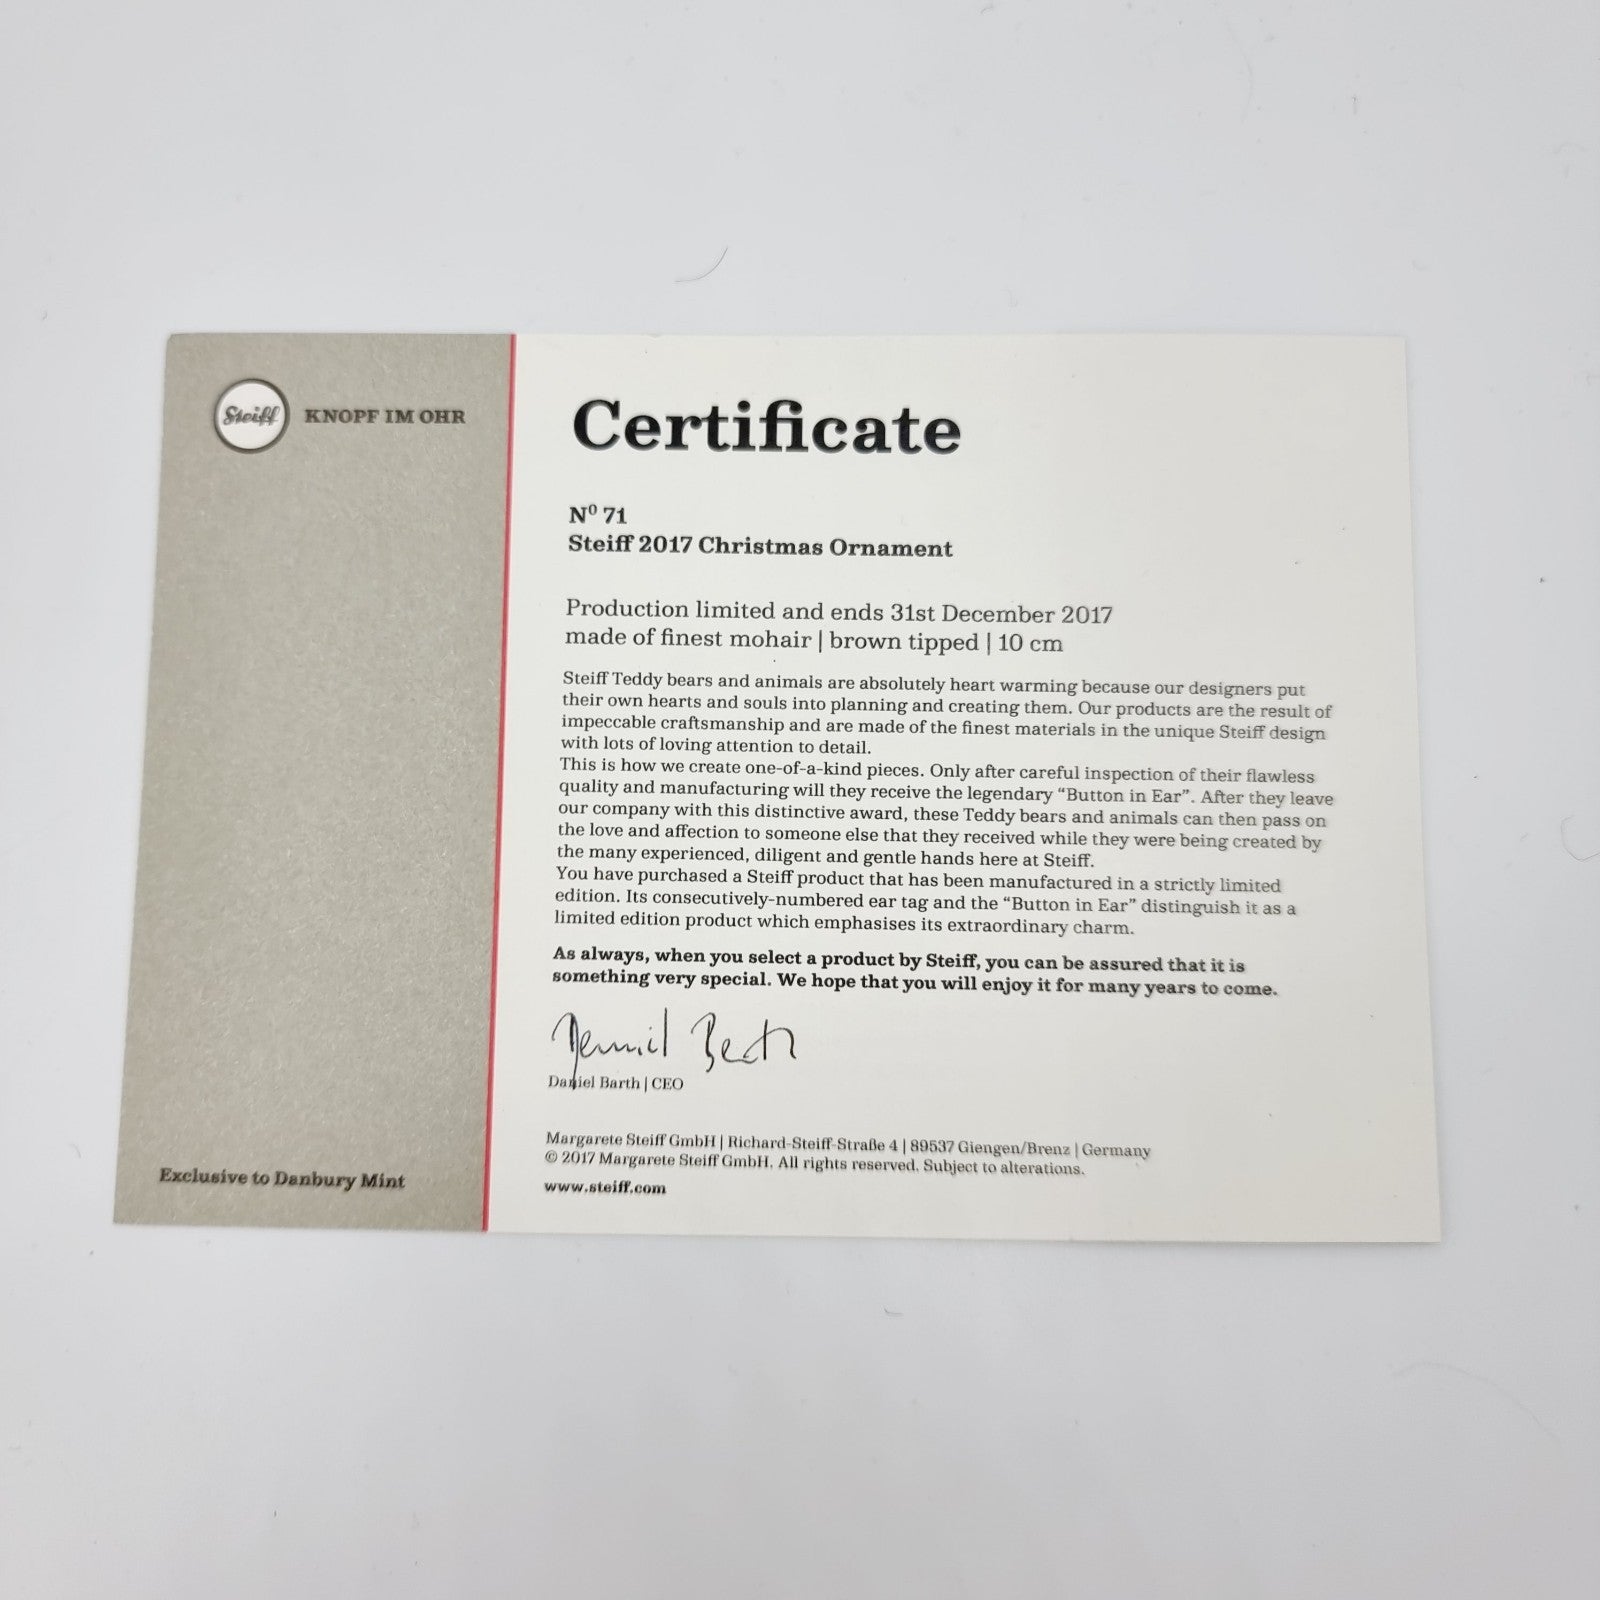 Steiff KNOPF IM OHR
Certificate
Nº 71
Steiff 2017 Christmas Ornament
Production limited and ends 31st December 2017
made of finest mohair | brown tipped | 10 cm
Steiff Teddy bears and animals are absolutely heart warming because our designers put
their own hearts and souls into planning and creating them. Our products are the result of
impeccable craftsmanship and are made of the finest materials in the unique Steiff design
with lots of loving attention to detail.
This is how we create one-of-a-kind pieces. Only after careful inspection of their flawless
quality and manufacturing will they receive the legendary “Button in Ear”. After they leave
our company with this distinctive award, these Teddy bears and animals can then pass on
the love and affection to someone else that they received while they were being created by
the many experienced, diligent and gentle hands here at Steiff.
You have purchased a Steiff product that has been manufactured in a strictly limited
edition. Its consecutively-numbered ear tag and the “Button in Ear” distinguish it as a
limited edition product which emphasises its extraordinary charm.
As always, when you select a product by Steiff, you can be assured that it is
something very special. We hope that you will enjoy it for many years to come.
Daniel Barth
Daniel Barth | CEO
Margarete Steiff GmbH | Richard-Steiff-Straße 4 | 89537 Giengen/Brenz | Germany
© 2017 Margarete Steiff GmbH. All rights reserved. Subject to alterations.
www.steiff.com
Exclusive to Danbury Mint